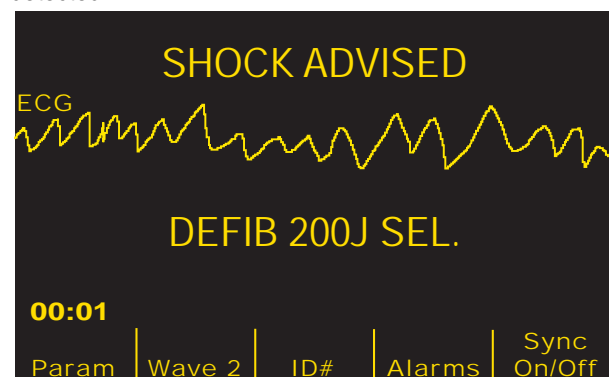 SHOCK ADVISED
ECG
DEFIB 200J SEL.
00:01
Param Wave 2 ID# Alarms Sync On/Off